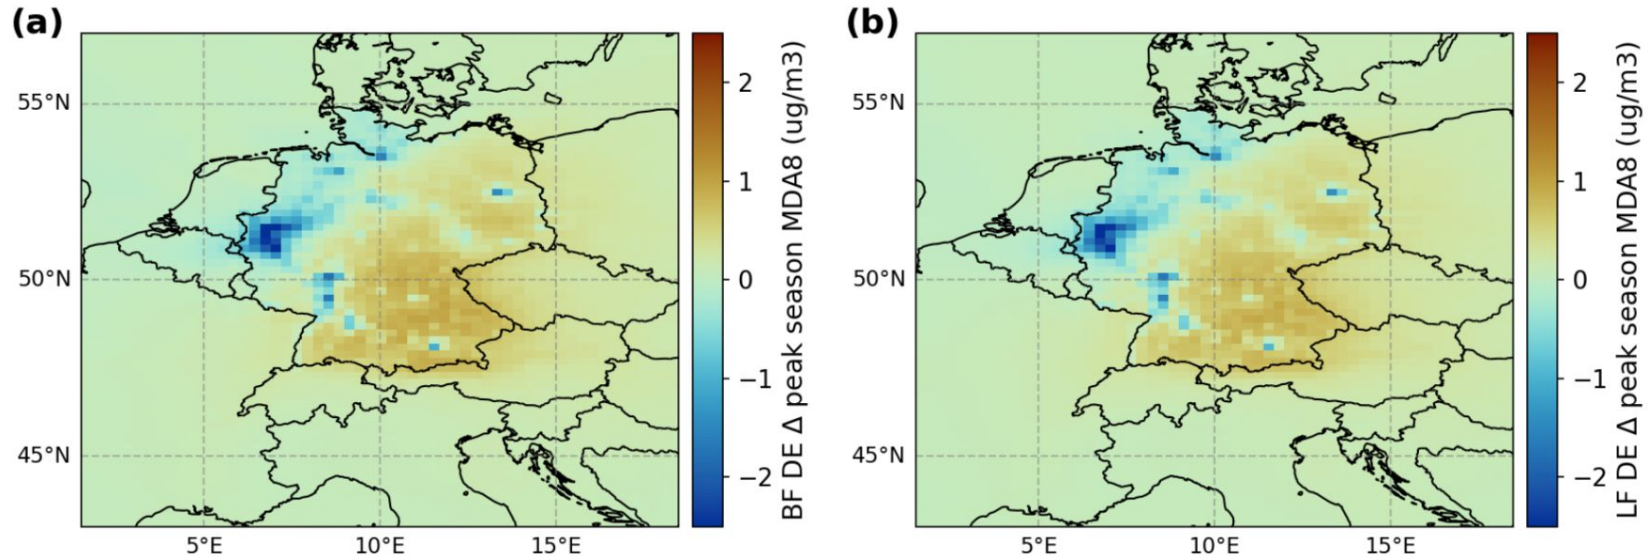 (a)
55°N
50°N
45°N
5°E 10°E 15°E
2
1
0
−1
−2
BF DE Δ peak season MDA8 (ug/m3)
(b)
55°N
50°N
45°N
5°E 10°E 15°E
2
1
0
−1
−2
LF DE Δ peak season MDA8 (ug/m3)